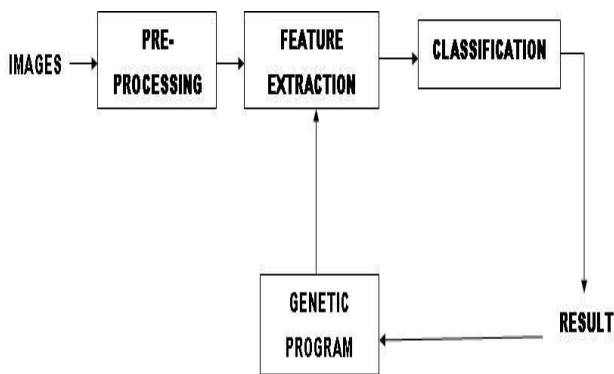 IMAGES
PRE-
PROCESSING
FEATURE
EXTRACTION
CLASSIFICATION
GENETIC
PROGRAM
RESULT